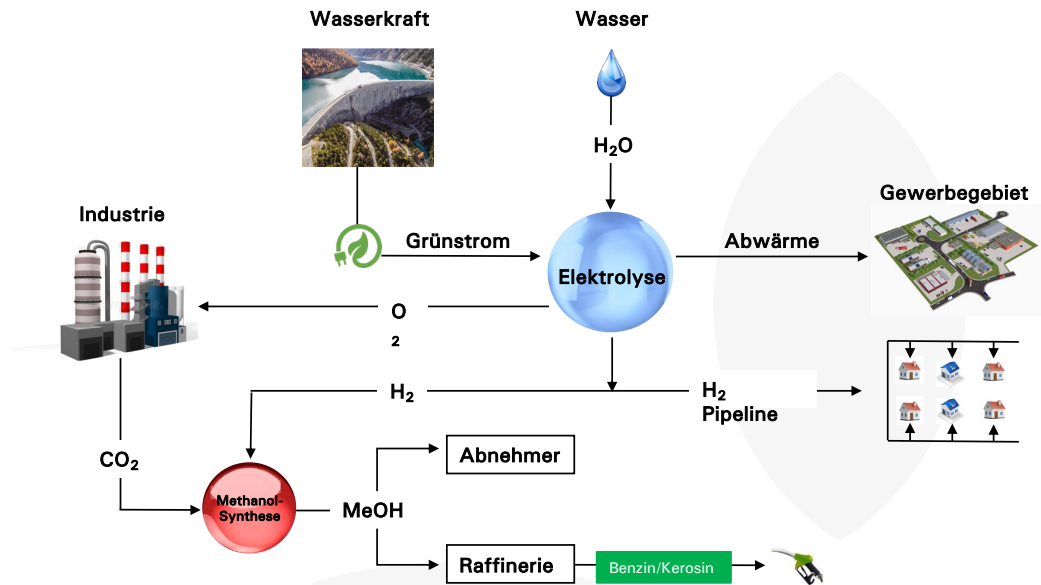 Wasserkraft
Wasser
H₂O
Industrie
Gewerbegebiet
Grünstrom
Abwärme
Elektrolyse
O
2
H₂
H₂
Pipeline
CO₂
Abnehmer
Methanol-
Synthese
MeOH
Raffinerie
Benzin/Kerosin